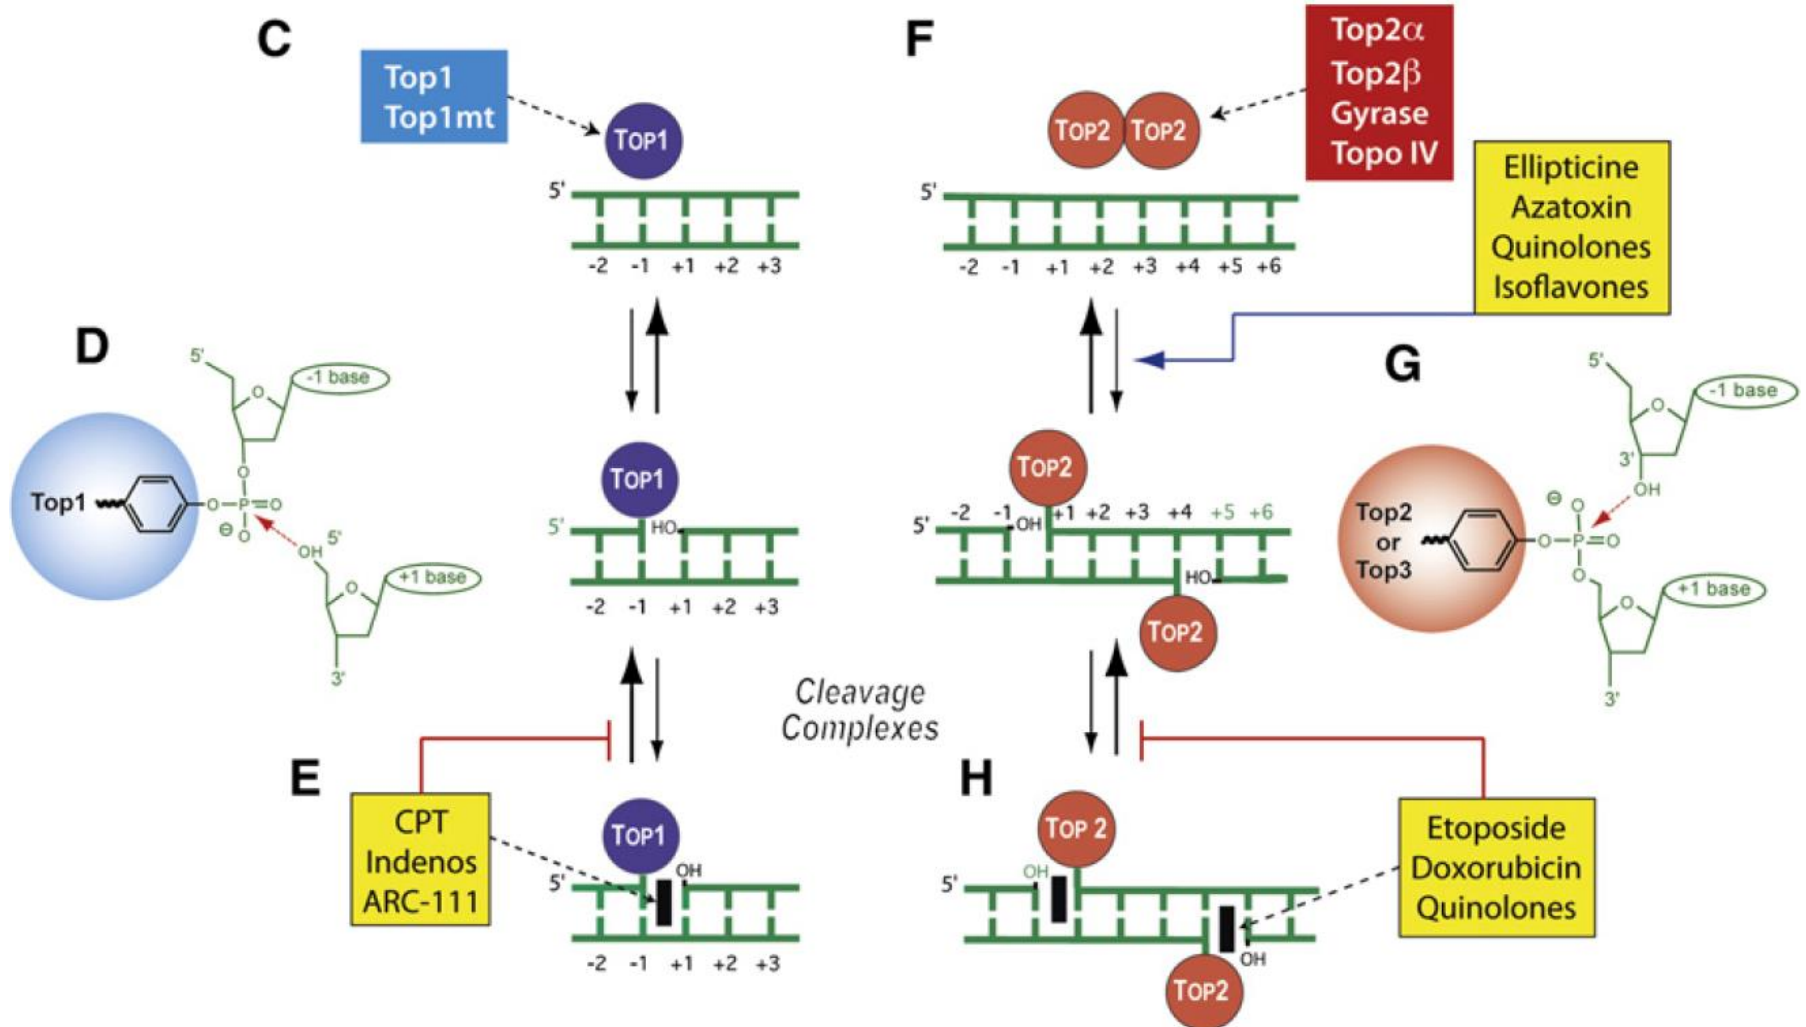 C
Top1
Top1mt
TOP1
5'
-2 -1 +1 +2 +3
F
TOP2 TOP2
Top2α
Top2β
Gyrase
Topo IV
5'
-2 -1 +1 +2 +3 +4 +5 +6
Ellipticine
Azatoxin
Quinolones
Isoflavones
D
5'
O
-1 base
O
Top1
O P O
⊖ O
OH 5'
O
+1 base
3'
TOP1
5' HO
-2 -1 +1 +2 +3
TOP2
5' -2 -1 OH +1 +2 +3 +4 +5 +6
HO
TOP2
G
5'
O
-1 base
3'
OH
⊖ O
Top2
or
Top3
O P O
O
O
+1 base
3'
Cleavage
Complexes
E
CPT
Indenos
ARC-111
TOP1
OH
5'
-2 -1 +1 +2 +3
H
TOP 2
OH
5'
OH
TOP2
Etoposide
Doxorubicin
Quinolones